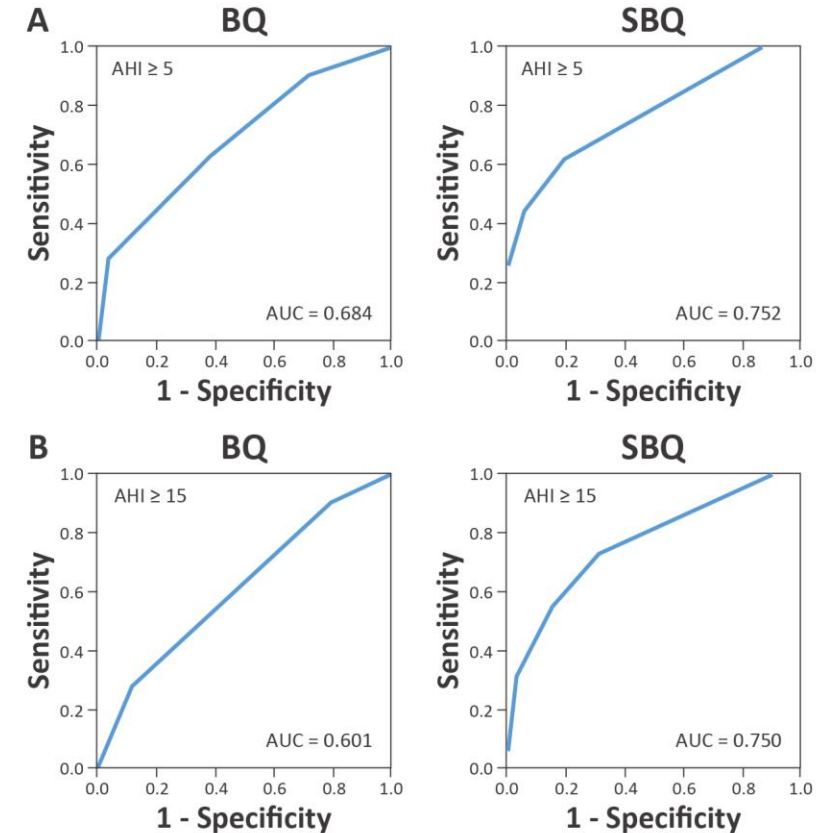 A
BQ
SBQ
AHI ≥ 5
AHI ≥ 5
Sensitivity
1.0
0.8
0.6
0.4
0.2
0.0
AUC = 0.684
0.0 0.2 0.4 0.6 0.8 1.0
1 - Specificity
Sensitivity
1.0
0.8
0.6
0.4
0.2
0.0
AUC = 0.752
0.0 0.2 0.4 0.6 0.8 1.0
1 - Specificity
B
BQ
SBQ
AHI ≥ 15
AHI ≥ 15
Sensitivity
1.0
0.8
0.6
0.4
0.2
0.0
AUC = 0.601
0.0 0.2 0.4 0.6 0.8 1.0
1 - Specificity
Sensitivity
1.0
0.8
0.6
0.4
0.2
0.0
AUC = 0.750
0.0 0.2 0.4 0.6 0.8 1.0
1 - Specificity